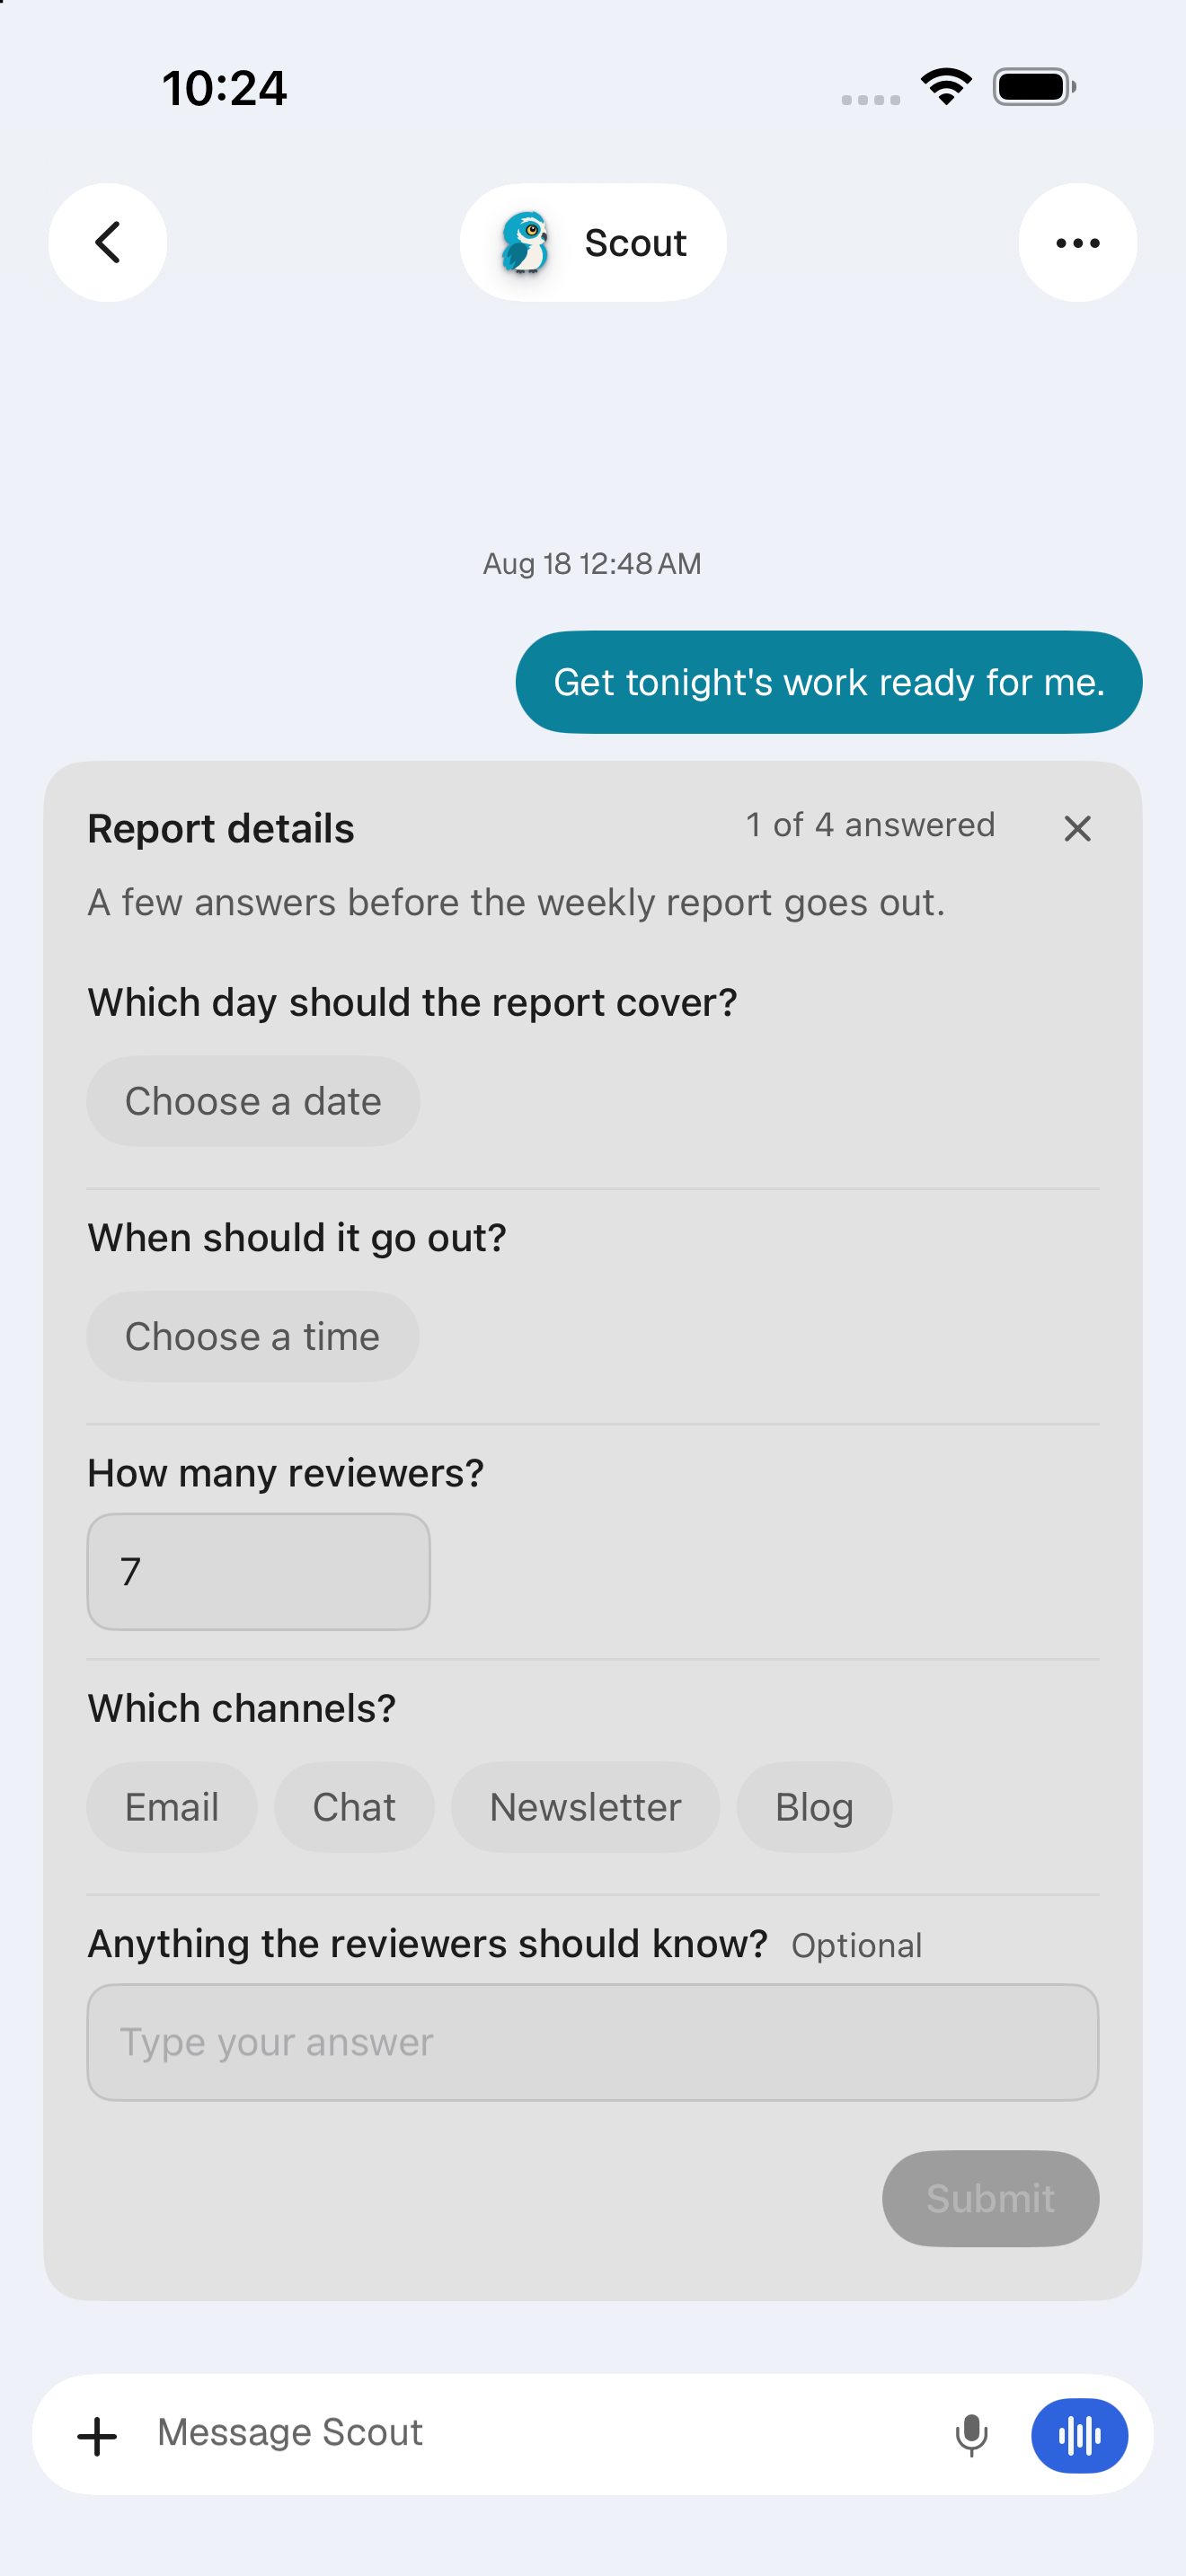 10:24
Scout
Aug 18 12:48 AM
Get tonight's work ready for me.
Report details
1 of 4 answered
A few answers before the weekly report goes out.
Which day should the report cover?
Choose a date
When should it go out?
Choose a time
How many reviewers?
7
Which channels?
Email Chat Newsletter Blog
Anything the reviewers should know? Optional
Type your answer
Submit
Message Scout